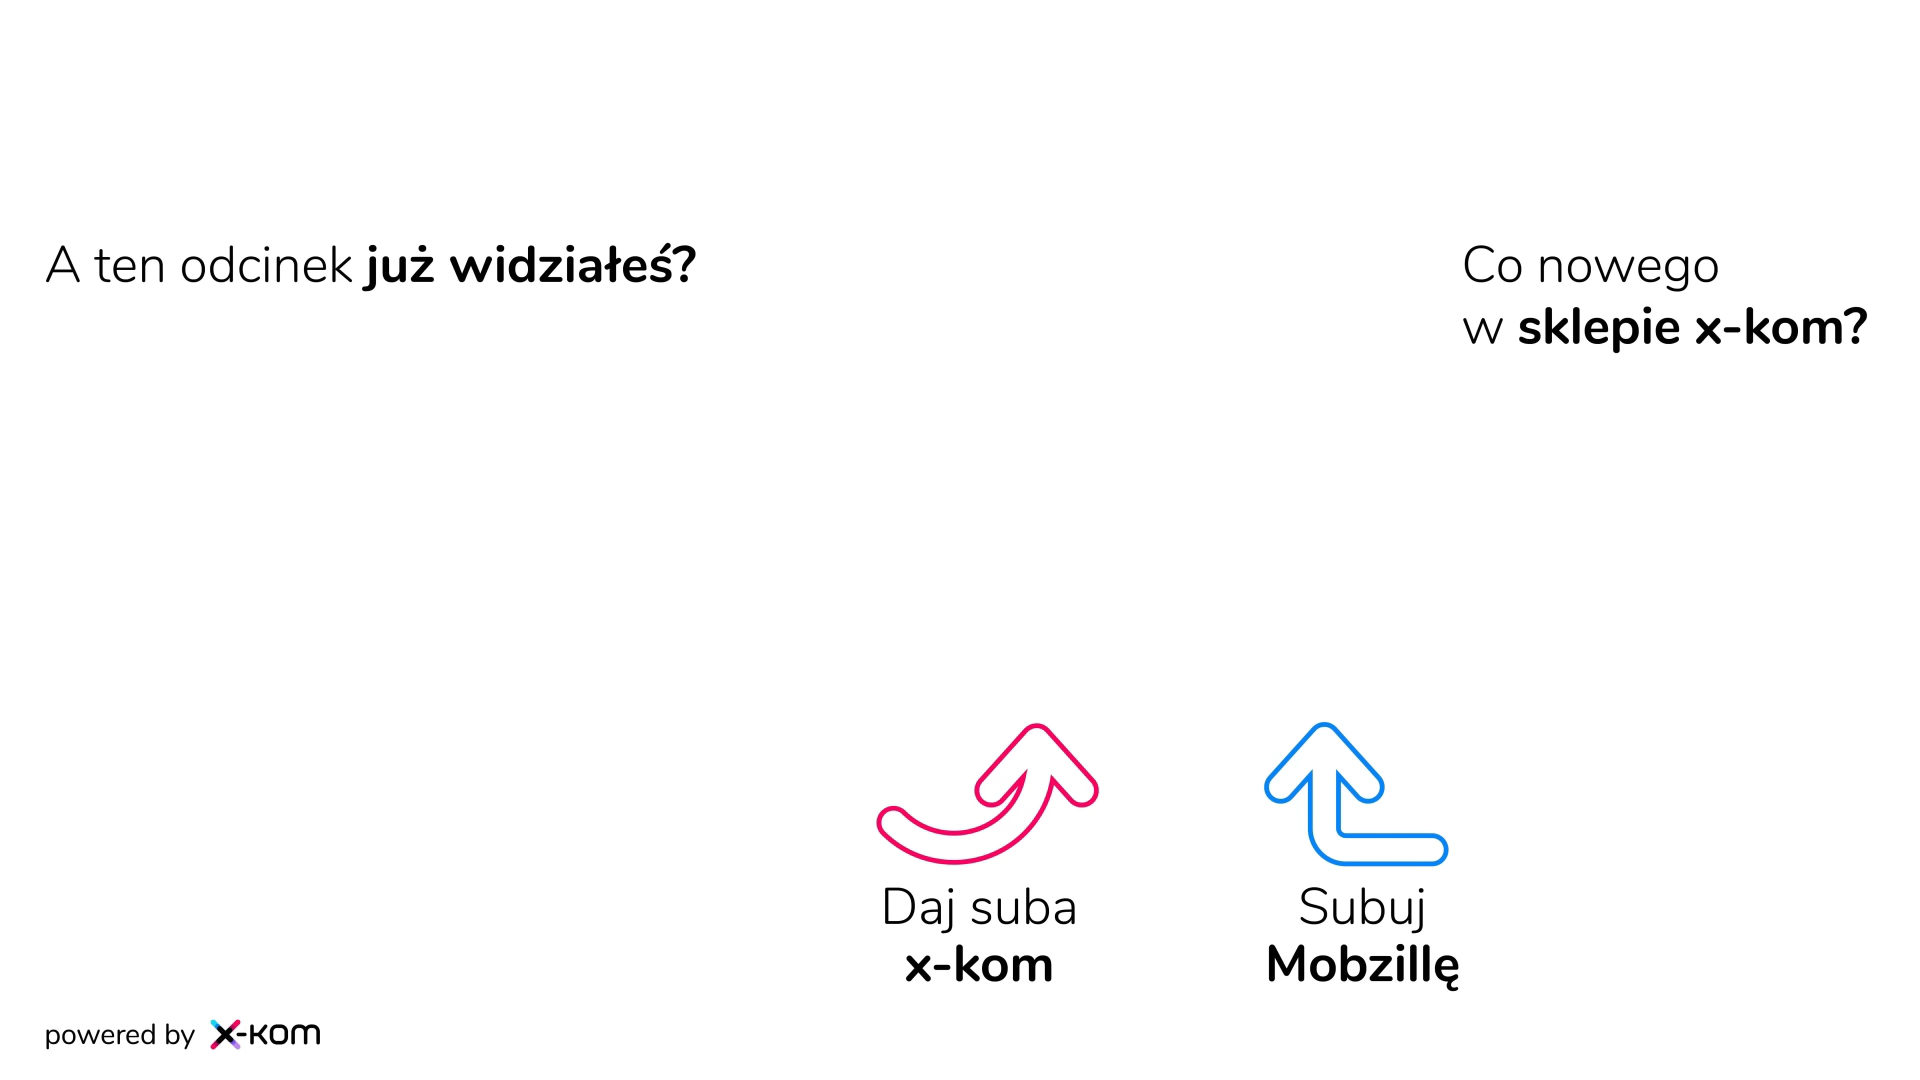 A ten odcinek już widziałeś?
Co nowego
w sklepie x-kom?
Daj suba
x-kom
Subuj
Mobzillę
powered by x-kom